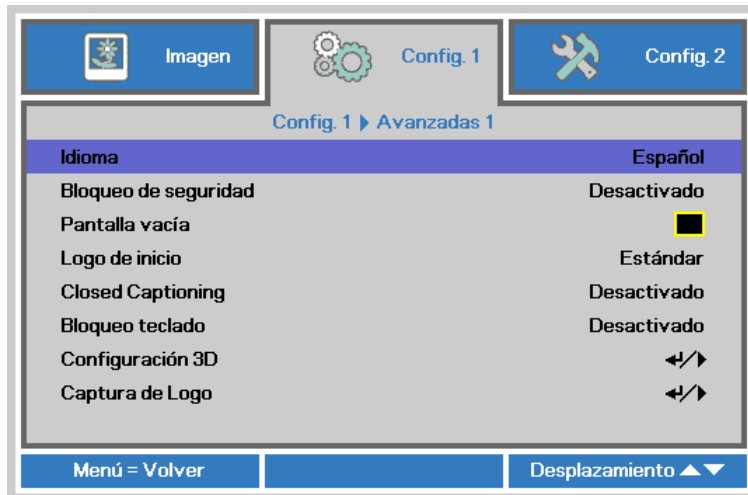 Imagen Config. 1 Config. 2
Config. 1 ▶ Avanzadas 1
Idioma Español
Bloqueo de seguridad Desactivado
Pantalla vacía
Logo de inicio Estándar
Closed Captioning Desactivado
Bloqueo teclado Desactivado
Configuración 3D ↵/▶
Captura de Logo ↵/▶
Menú = Volver Desplazamiento ▲▼